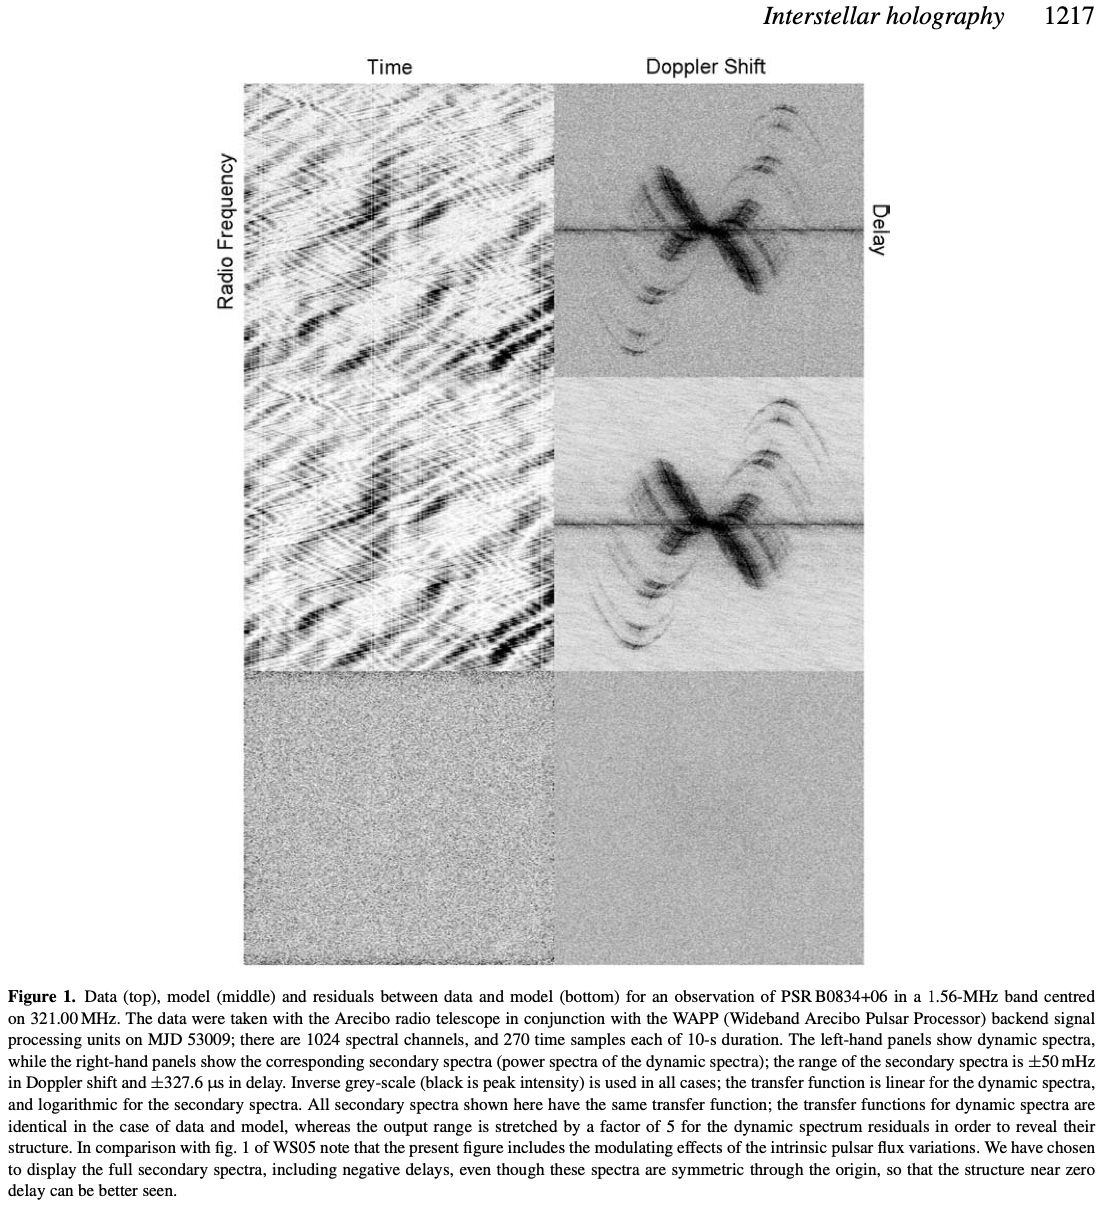 Interstellar holography 1217
Time
Doppler Shift
Radio Frequency
Delay
Figure 1. Data (top), model (middle) and residuals between data and model (bottom) for an observation of PSR B0834+06 in a 1.56-MHz band centred
on 321.00 MHz. The data were taken with the Arecibo radio telescope in conjunction with the WAPP (Wideband Arecibo Pulsar Processor) backend signal
processing units on MJD 53009; there are 1024 spectral channels, and 270 time samples each of 10-s duration. The left-hand panels show dynamic spectra,
while the right-hand panels show the corresponding secondary spectra (power spectra of the dynamic spectra); the range of the secondary spectra is ±50 mHz
in Doppler shift and ±327.6 μs in delay. Inverse grey-scale (black is peak intensity) is used in all cases; the transfer function is linear for the dynamic spectra,
and logarithmic for the secondary spectra. All secondary spectra shown here have the same transfer function; the transfer functions for dynamic spectra are
identical in the case of data and model, whereas the output range is stretched by a factor of 5 for the dynamic spectrum residuals in order to reveal their
structure. In comparison with fig. 1 of WS05 note that the present figure includes the modulating effects of the intrinsic pulsar flux variations. We have chosen
to display the full secondary spectra, including negative delays, even though these spectra are symmetric through the origin, so that the structure near zero
delay can be better seen.